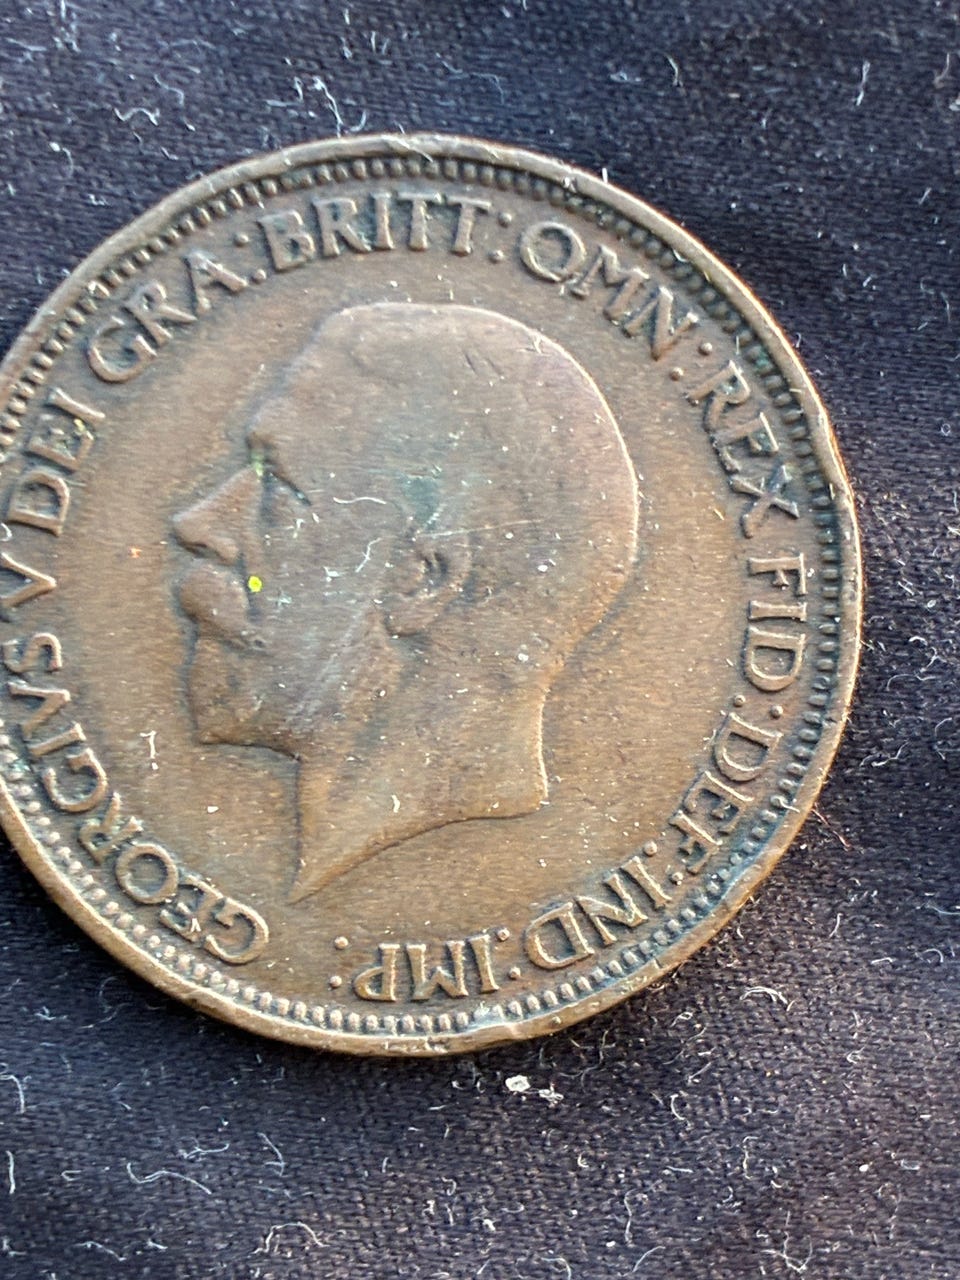 GEORGIVS V DEI GRA: BRITT: OMN: REX FID: DEF: IND: IMP: